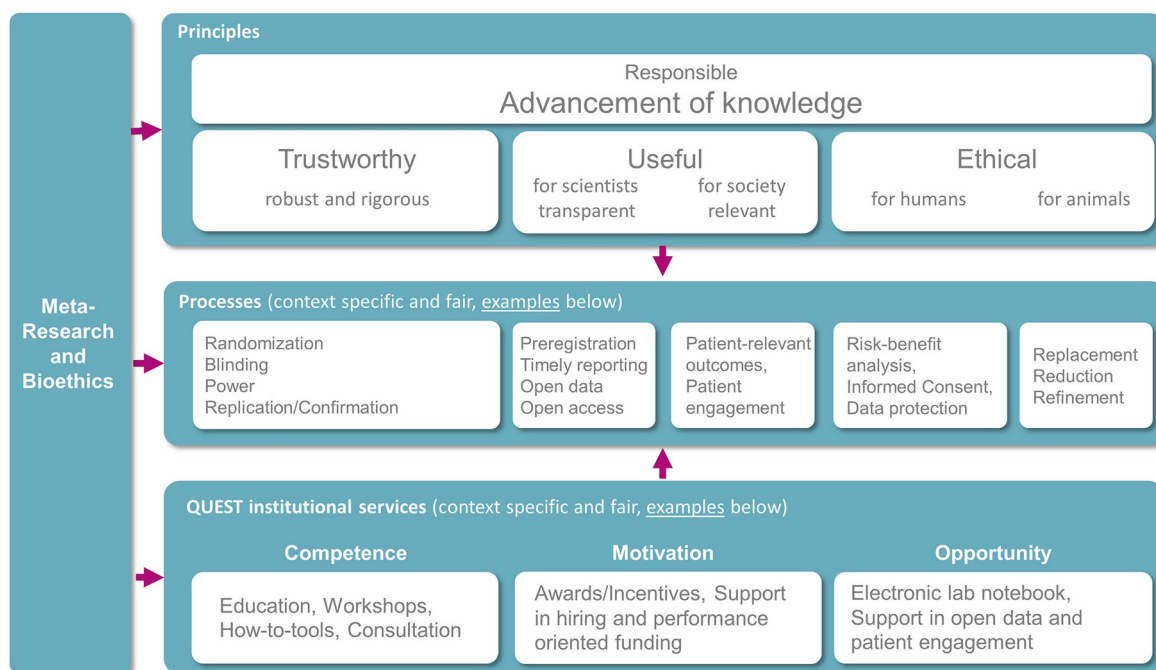 Meta-
Research
and
Bioethics
Principles
Responsible
Advancement of knowledge
Trustworthy
robust and rigorous
Useful
for scientists
transparent
for society
relevant
Ethical
for humans
for animals
Processes (context specific and fair, examples below)
Randomization
Blinding
Power
Replication/Confirmation
Preregistration
Timely reporting
Open data
Open access
Patient-relevant
outcomes,
Patient
engagement
Risk-benefit
analysis,
Informed Consent,
Data protection
Replacement
Reduction
Refinement
QUEST institutional services (context specific and fair, examples below)
Competence
Education, Workshops,
How-to-tools, Consultation
Motivation
Awards/Incentives, Support
in hiring and performance
oriented funding
Opportunity
Electronic lab notebook,
Support in open data and
patient engagement